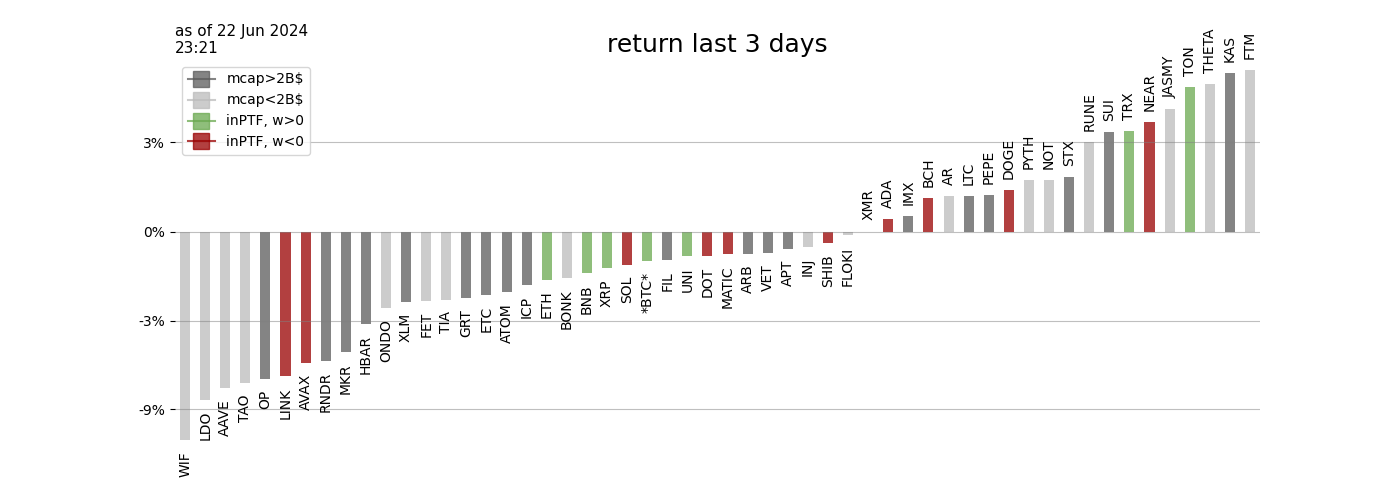 as of 22 Jun 2024
23:21
return last 3 days
mcap>2B$
mcap<2B$
inPTF, w>0
inPTF, w<0
3%
0%
-3%
-9%
WIF
LDO
AAVE
TAO
OP
LINK
AVAX
RNDR
MKR
HBAR
ONDO
XLM
FET
TIA
GRT
ETC
ATOM
ICP
ETH
BONK
BNB
XRP
SOL
*BTC*
FIL
UNI
DOT
MATIC
ARB
VET
APT
INJ
SHIB
FLOKI
XMR
ADA
IMX
BCH
AR
LTC
PEPE
DOGE
PYTH
NOT
STX
RUNE
SUI
TRX
NEAR
JASMY
TON
THETA
KAS
FTM